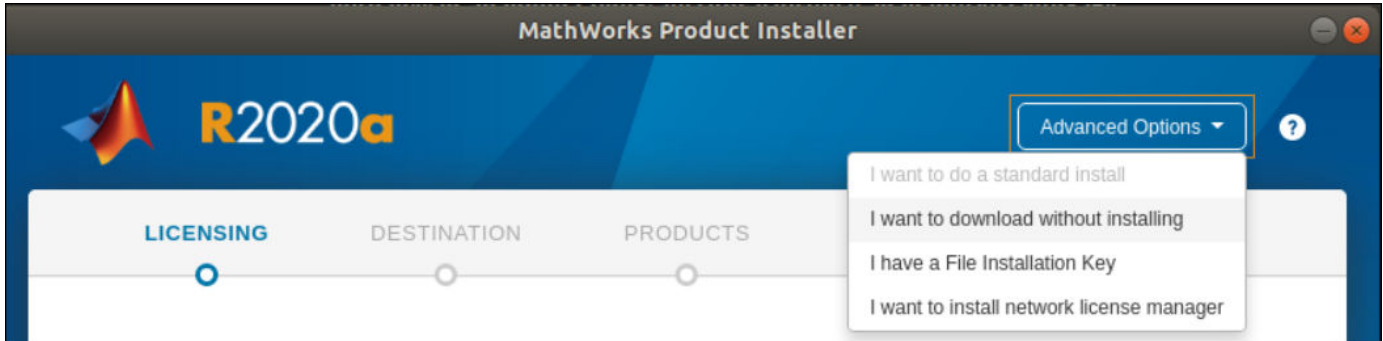 MathWorks Product Installer
R2020a
Advanced Options
?
I want to do a standard install
I want to download without installing
I have a File Installation Key
I want to install network license manager
LICENSING
DESTINATION
PRODUCTS